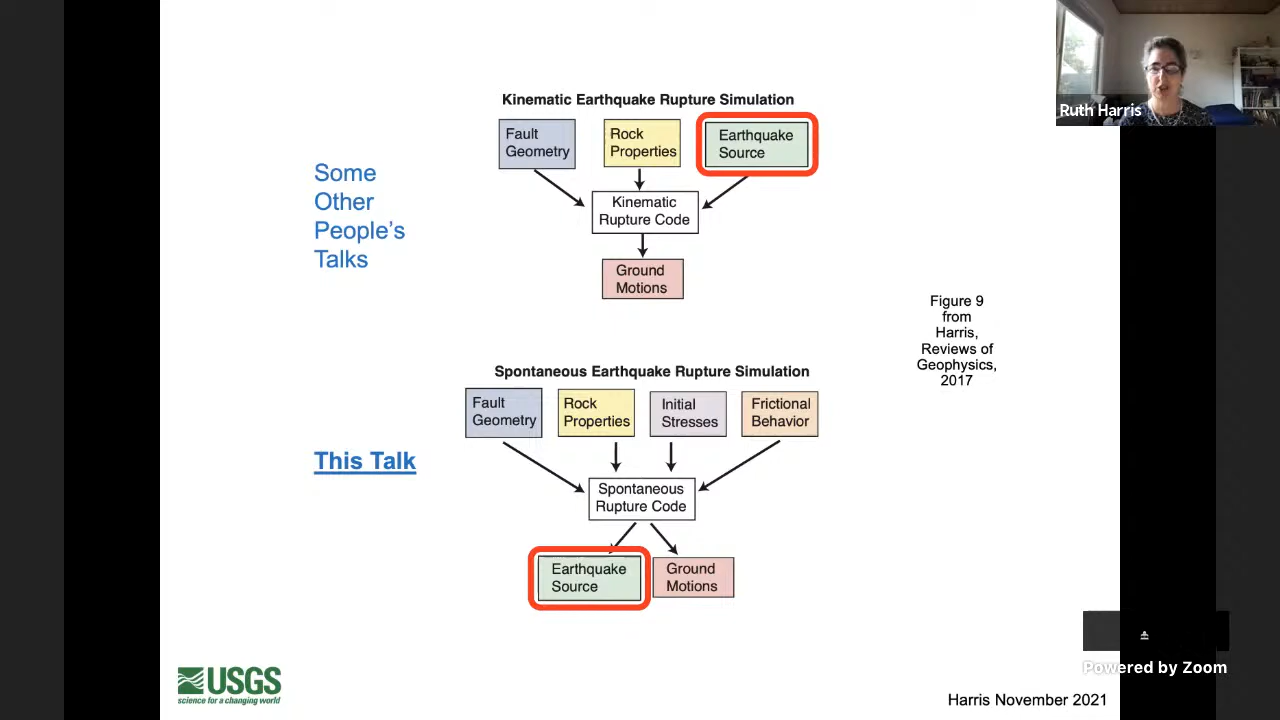 Ruth Harris
Kinematic Earthquake Rupture Simulation
Fault
Geometry
Rock
Properties
Earthquake
Source
Some
Other
People's
Talks
Kinematic
Rupture Code
Ground
Motions
Figure 9
from
Harris,
Reviews of
Geophysics,
2017
Spontaneous Earthquake Rupture Simulation
Fault
Geometry
Rock
Properties
Initial
Stresses
Frictional
Behavior
This Talk
Spontaneous
Rupture Code
Earthquake
Source
Ground
Motions
USGS
science for a changing world
Powered by Zoom
Harris November 2021